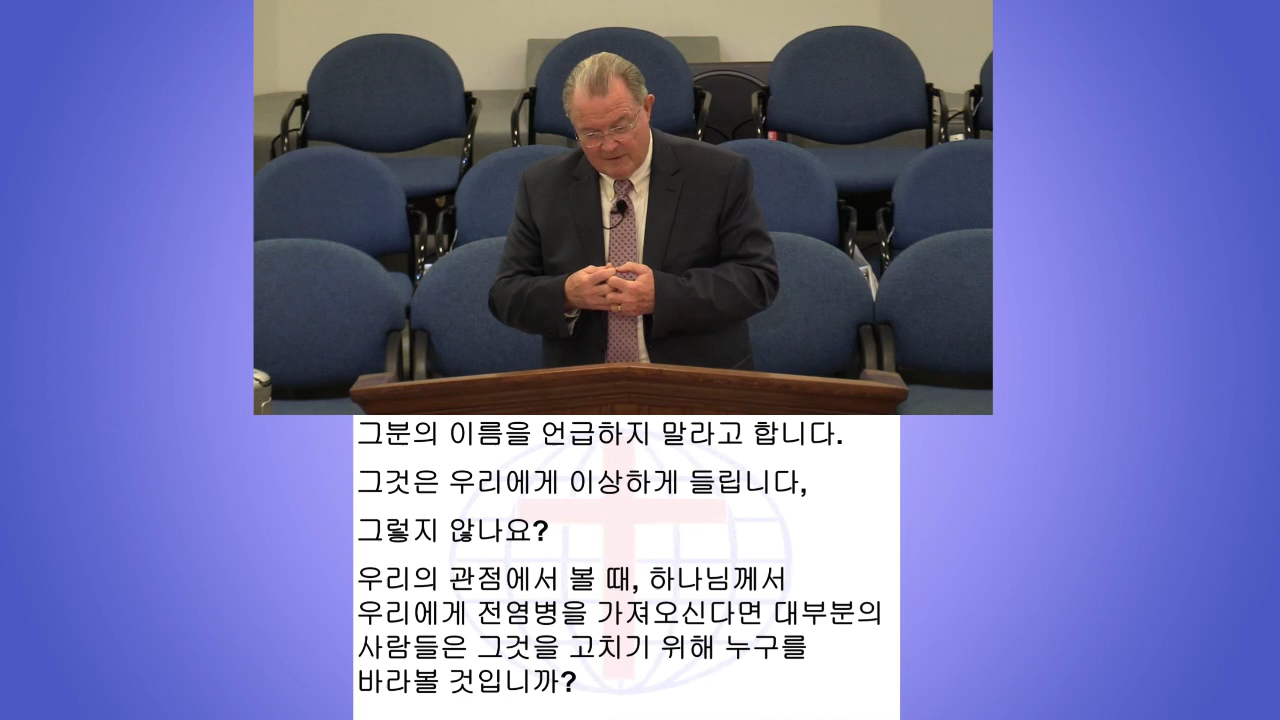 그분의 이름을 언급하지 말라고 합니다.
그것은 우리에게 이상하게 들립니다,
그렇지 않나요?
우리의 관점에서 볼 때, 하나님께서
우리에게 전염병을 가져오신다면 대부분의
사람들은 그것을 고치기 위해 누구를
바라볼 것입니까?